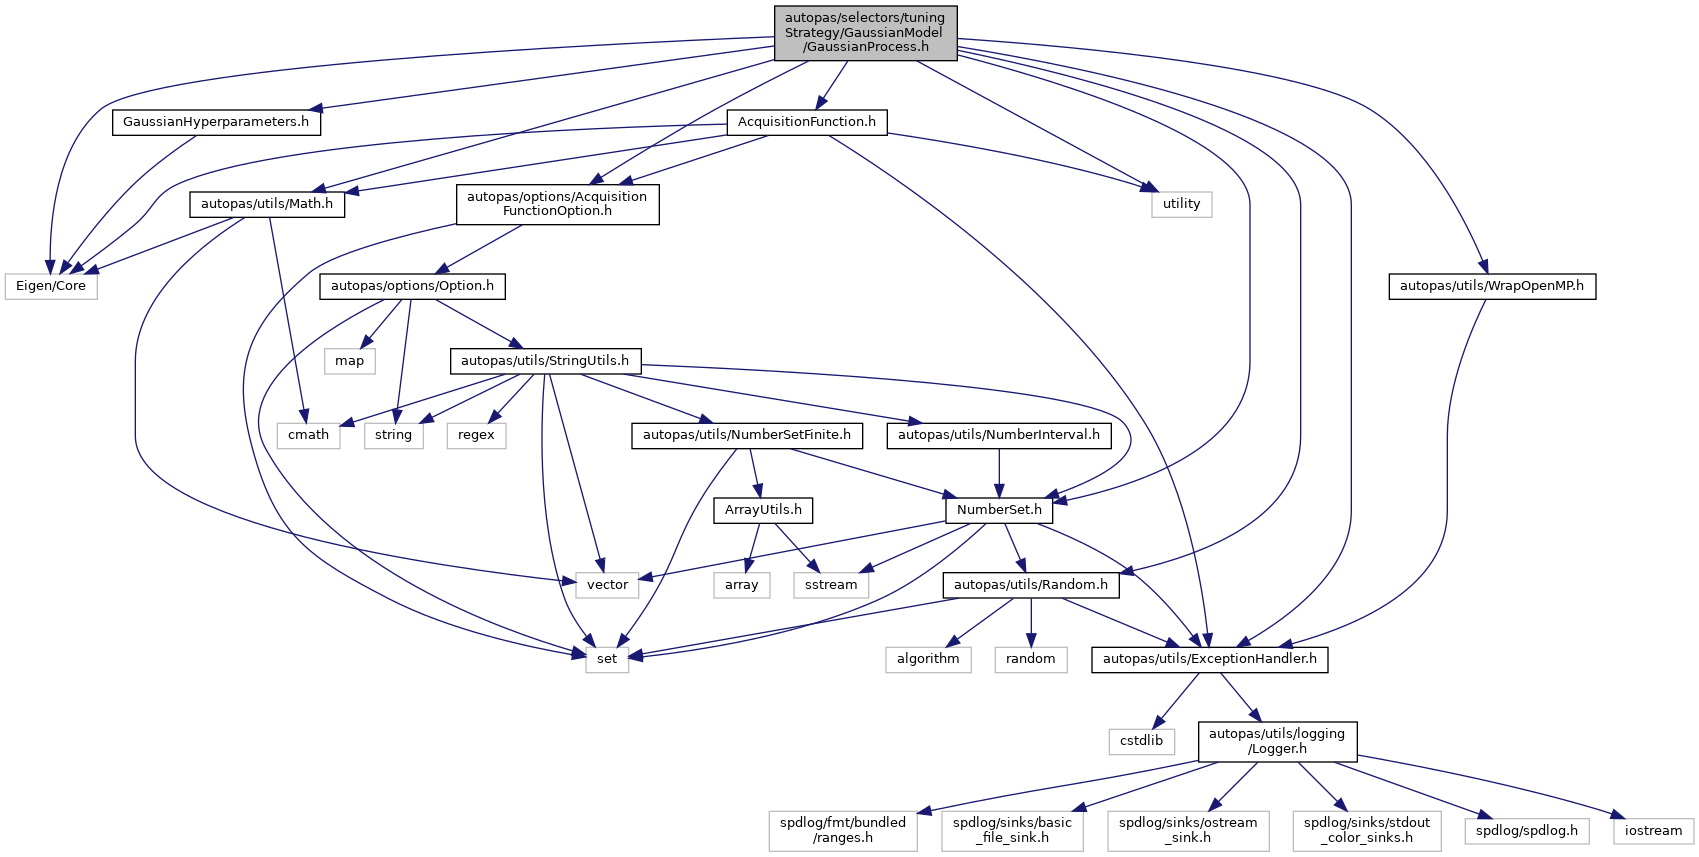 autopas/selectors/tuning
Strategy/GaussianModel
/GaussianProcess.h
GaussianHyperparameters.h
AcquisitionFunction.h
autopas/utils/Math.h
autopas/options/Acquisition
FunctionOption.h
utility
Eigen/Core
autopas/options/Option.h
autopas/utils/WrapOpenMP.h
map
autopas/utils/StringUtils.h
cmath
string
regex
autopas/utils/NumberSetFinite.h
autopas/utils/NumberInterval.h
ArrayUtils.h
NumberSet.h
vector
array
sstream
autopas/utils/Random.h
set
algorithm
random
autopas/utils/ExceptionHandler.h
cstdlib
autopas/utils/logging
/Logger.h
spdlog/fmt/bundled
/ranges.h
spdlog/sinks/basic
_file_sink.h
spdlog/sinks/ostream
_sink.h
spdlog/sinks/stdout
_color_sinks.h
spdlog/spdlog.h
iostream